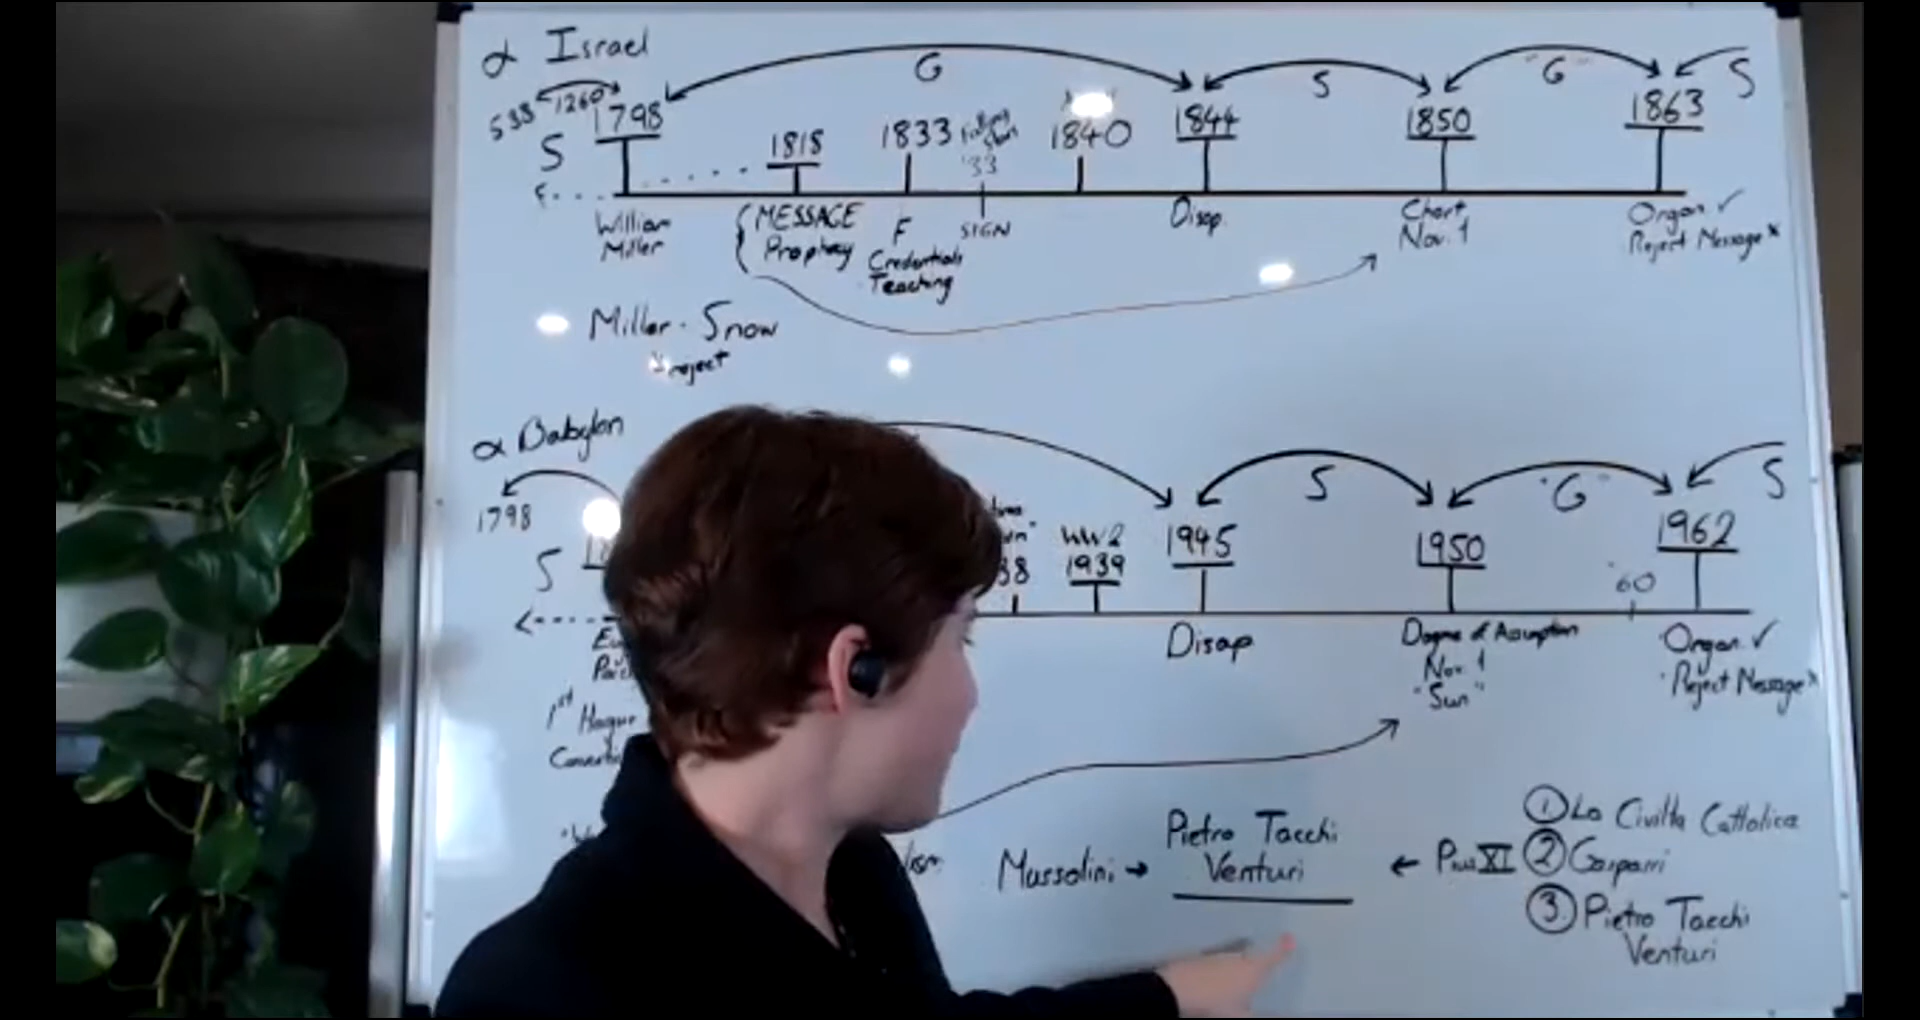 α Israel
G
S
"G"
S
538
1260
1798
1818
1833
Falling
Stars
'33
1840
1844
1850
1863
S
William
Miller
MESSAGE
Prophecy
F
Credentials
Teaching
SIGN
Disap.
Chart
Nov. 1
Organ. ✓
Reject Message x
Miller - Snow
Project
α Babylon
S
"G"
S
1798
S
WW2
1939
1945
1950
'60
1962
Disap
Dogma of Assumption
Nov. 1
"Sun"
Organ. ✓
Reject Message x
1st Hague
Mussolini →
Pietro Tacchi
Venturi
← Pius XI
① La Civilta Cattolica
② Gasparri
③ Pietro Tacchi
Venturi